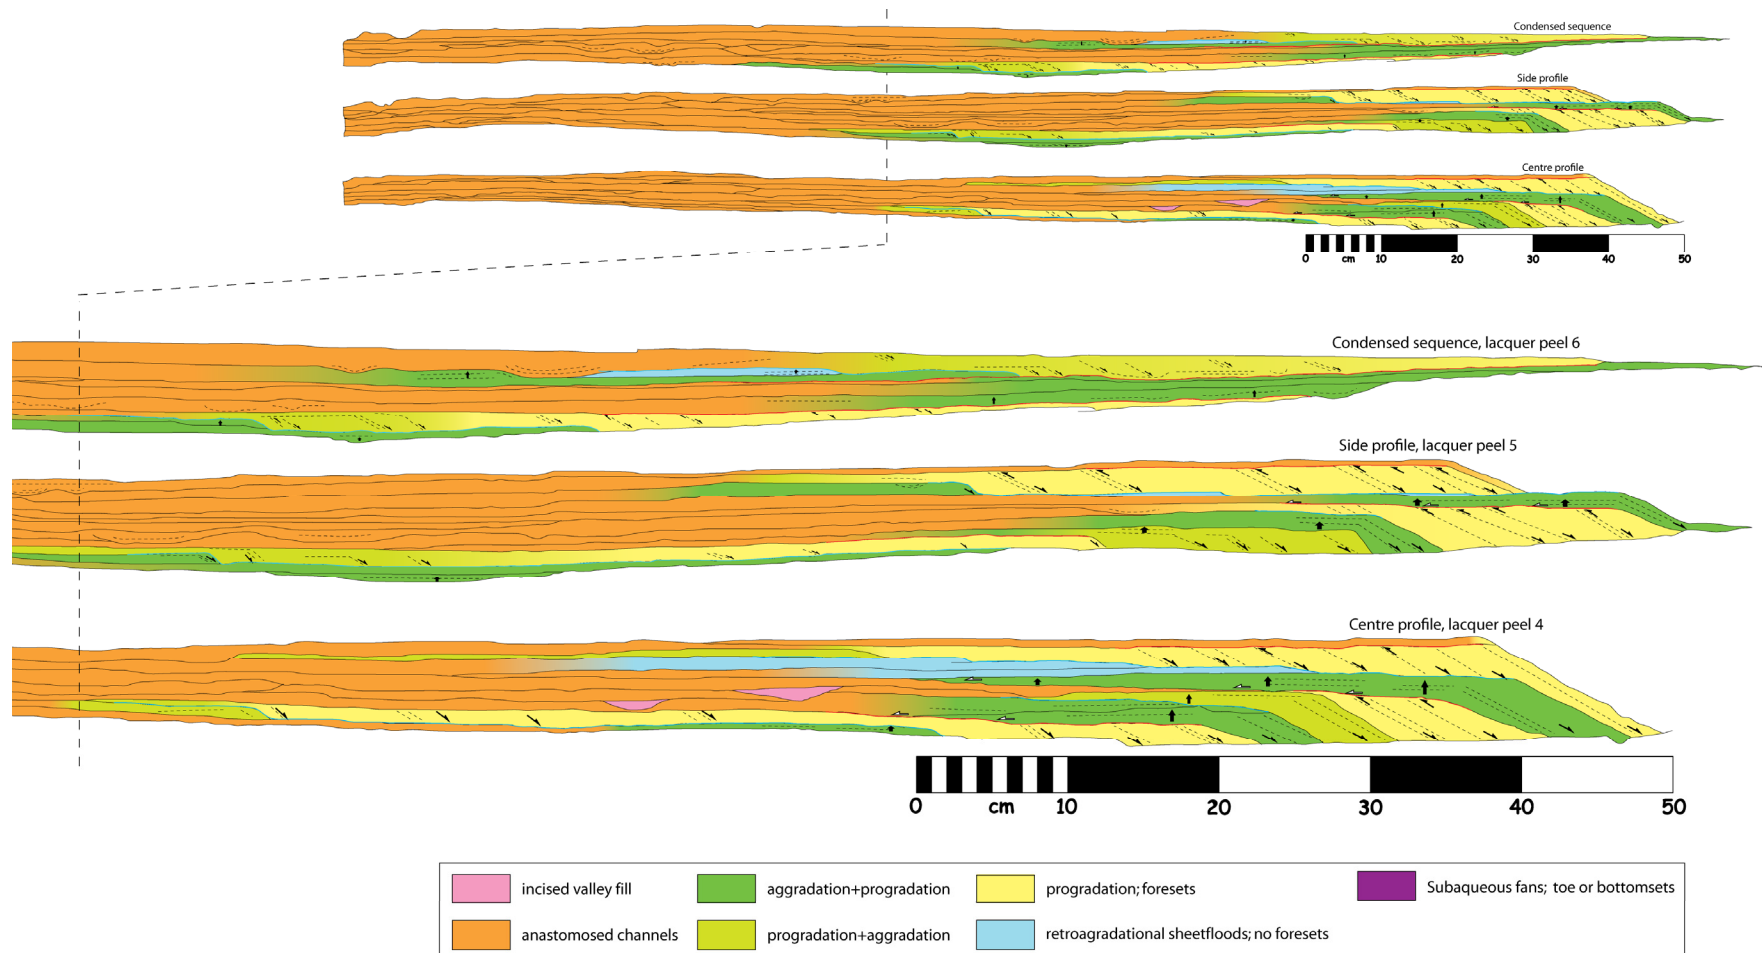 Condensed sequence
Side profile
Centre profile
0 cm 10 20 30 40 50
Condensed sequence, lacquer peel 6
Side profile, lacquer peel 5
Centre profile, lacquer peel 4
0 cm 10 20 30 40 50
incised valley fill aggradation+progradation progradation; foresets Subaqueous fans; toe or bottomsets
anastomosed channels progradation+aggradation retroagradational sheetfloods; no foresets